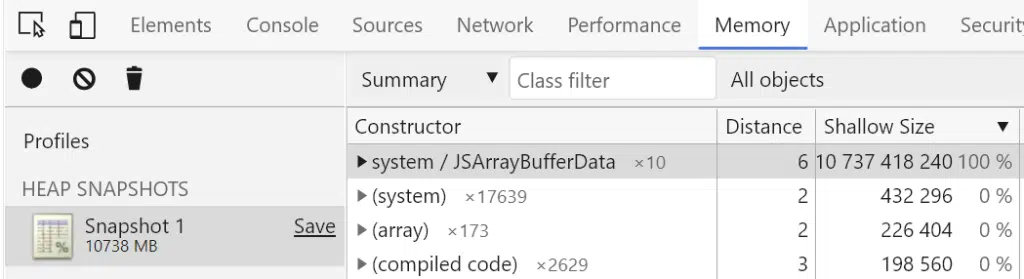 Elements Console Sources Network Performance Memory Application Securit
Summary ▼ Class filter All objects
Profiles
HEAP SNAPSHOTS
Snapshot 1 Save
10738 MB
Constructor Distance Shallow Size ▼
▶ system / JSArrayBufferData ×10 6 10 737 418 240 100 %
▶ (system) ×17639 2 432 296 0 %
▶ (array) ×173 2 226 404 0 %
▶ (compiled code) ×2629 3 198 560 0 %